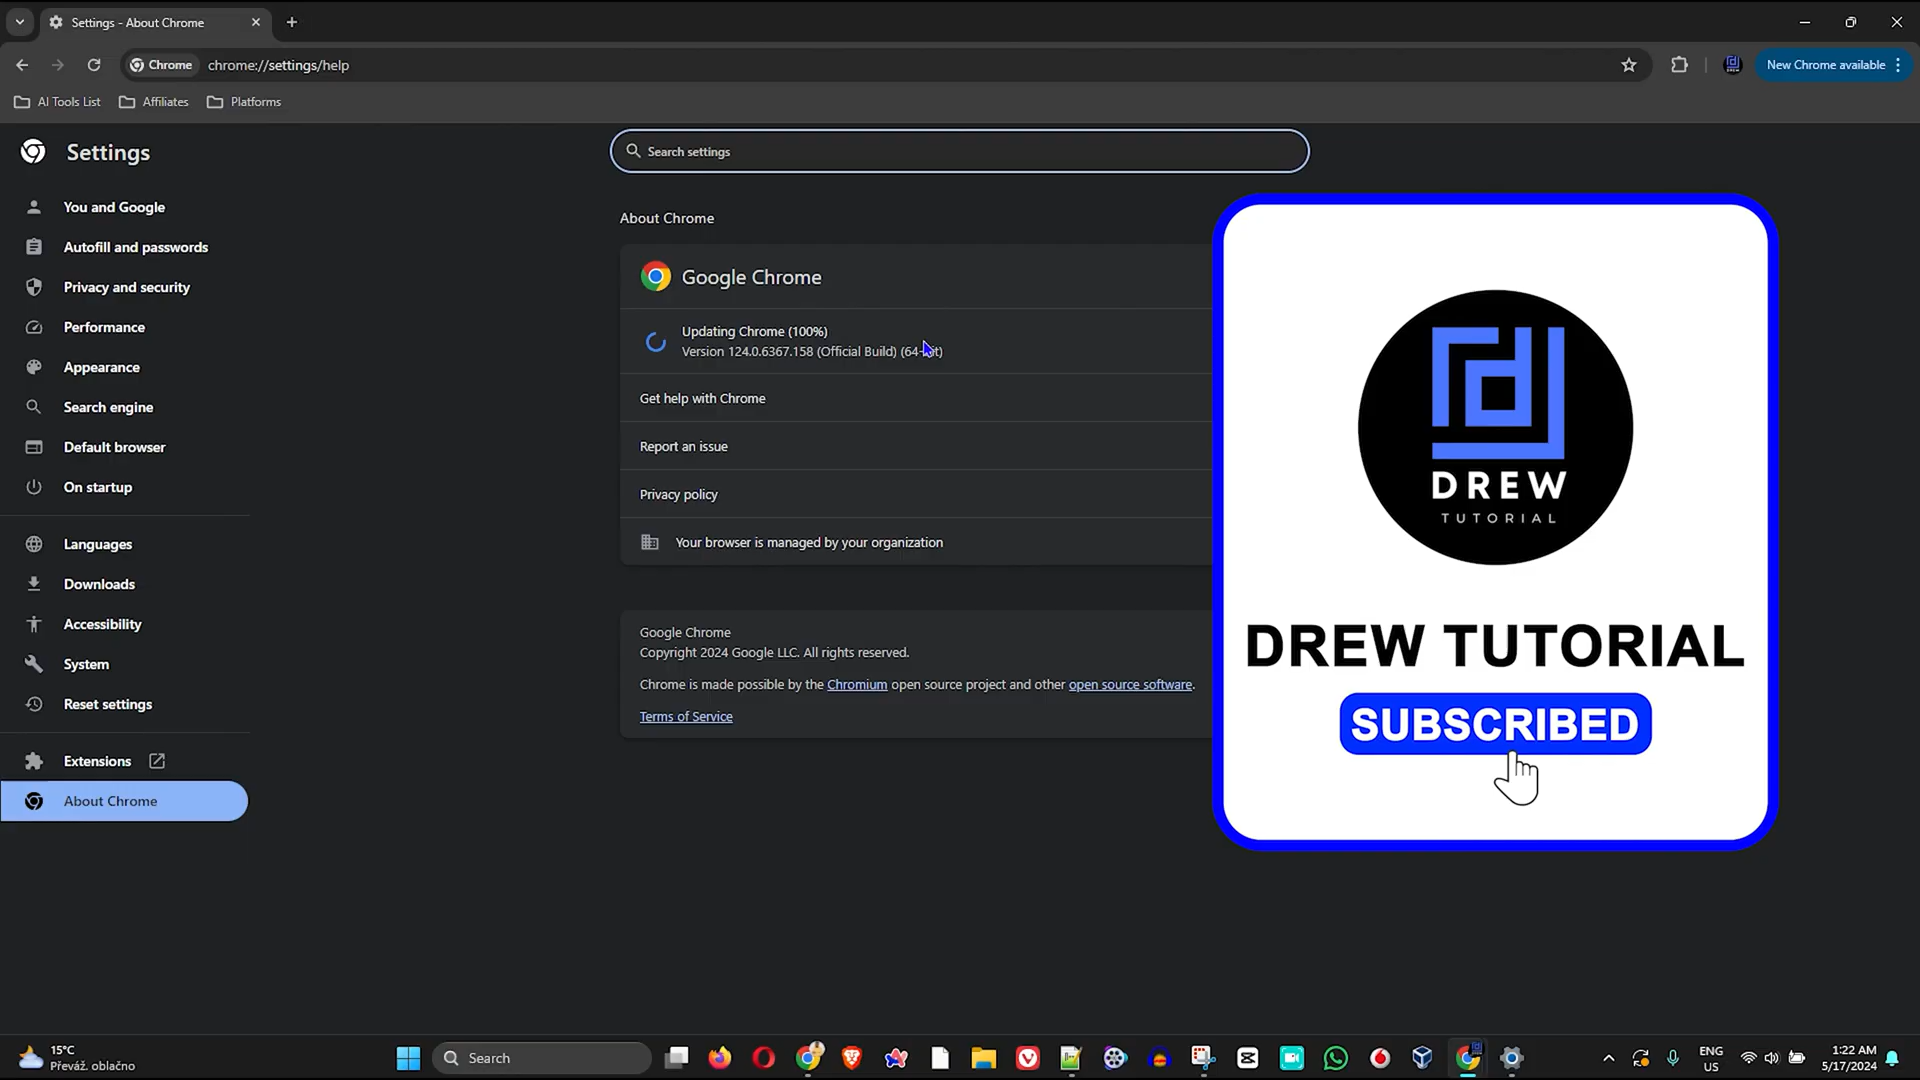 Settings - About Chrome
Chrome
chrome://settings/help
New Chrome available
AI Tools List
Affiliates
Platforms
Settings
Search settings
You and Google
Autofill and passwords
Privacy and security
Performance
Appearance
Search engine
Default browser
On startup
Languages
Downloads
Accessibility
System
Reset settings
Extensions
About Chrome
About Chrome
Google Chrome
Updating Chrome (100%)
Version 124.0.6367.158 (Official Build)
Get help with Chrome
Report an issue
Privacy policy
Your browser is managed by your organization
Google Chrome
Copyright 2024 Google LLC. All rights reserved.
Chrome is made possible by the Chromium open source project and other open source software.
Terms of Service
DREW
TUTORIAL
DREW TUTORIAL
SUBSCRIBED
15°C
Převáž. oblačno
Search
ENG
US
1:22 AM
5/17/2024